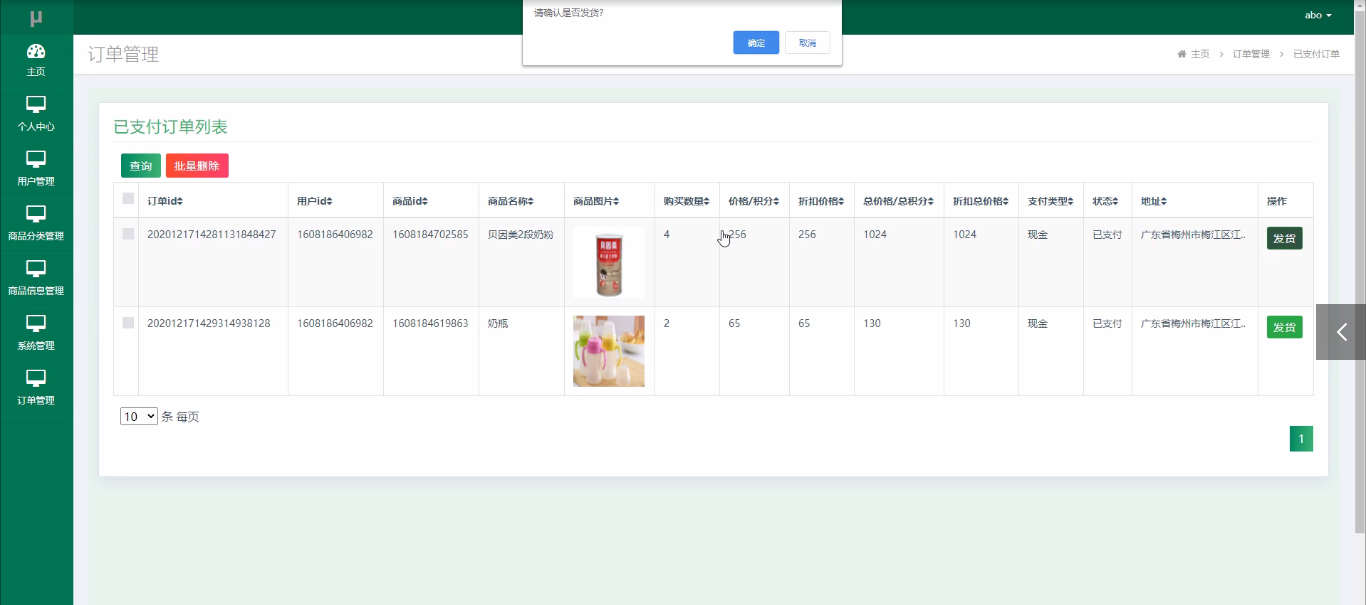 μ
请确认是否发货?
确定
取消
abo
主页
个人中心
用户管理
商品分类管理
商品信息管理
系统管理
订单管理
订单管理
主页 > 订单管理 > 已支付订单
已支付订单列表
查询 批量删除
订单id 用户id 商品id 商品名称 商品图片 购买数量 价格/积分 折扣价格 总价格/总积分 折扣总价格 支付类型 状态 地址 操作
2020121714281131848427 1608186406982 1608184702585 贝因美2段奶粉 4 256 256 1024 1024 现金 已支付 广东省梅州市梅江区江.. 发货
贝因美
202012171429314938128 1608186406982 1608184619863 奶瓶 2 65 65 130 130 现金 已支付 广东省梅州市梅江区江.. 发货
10 条 每页
1